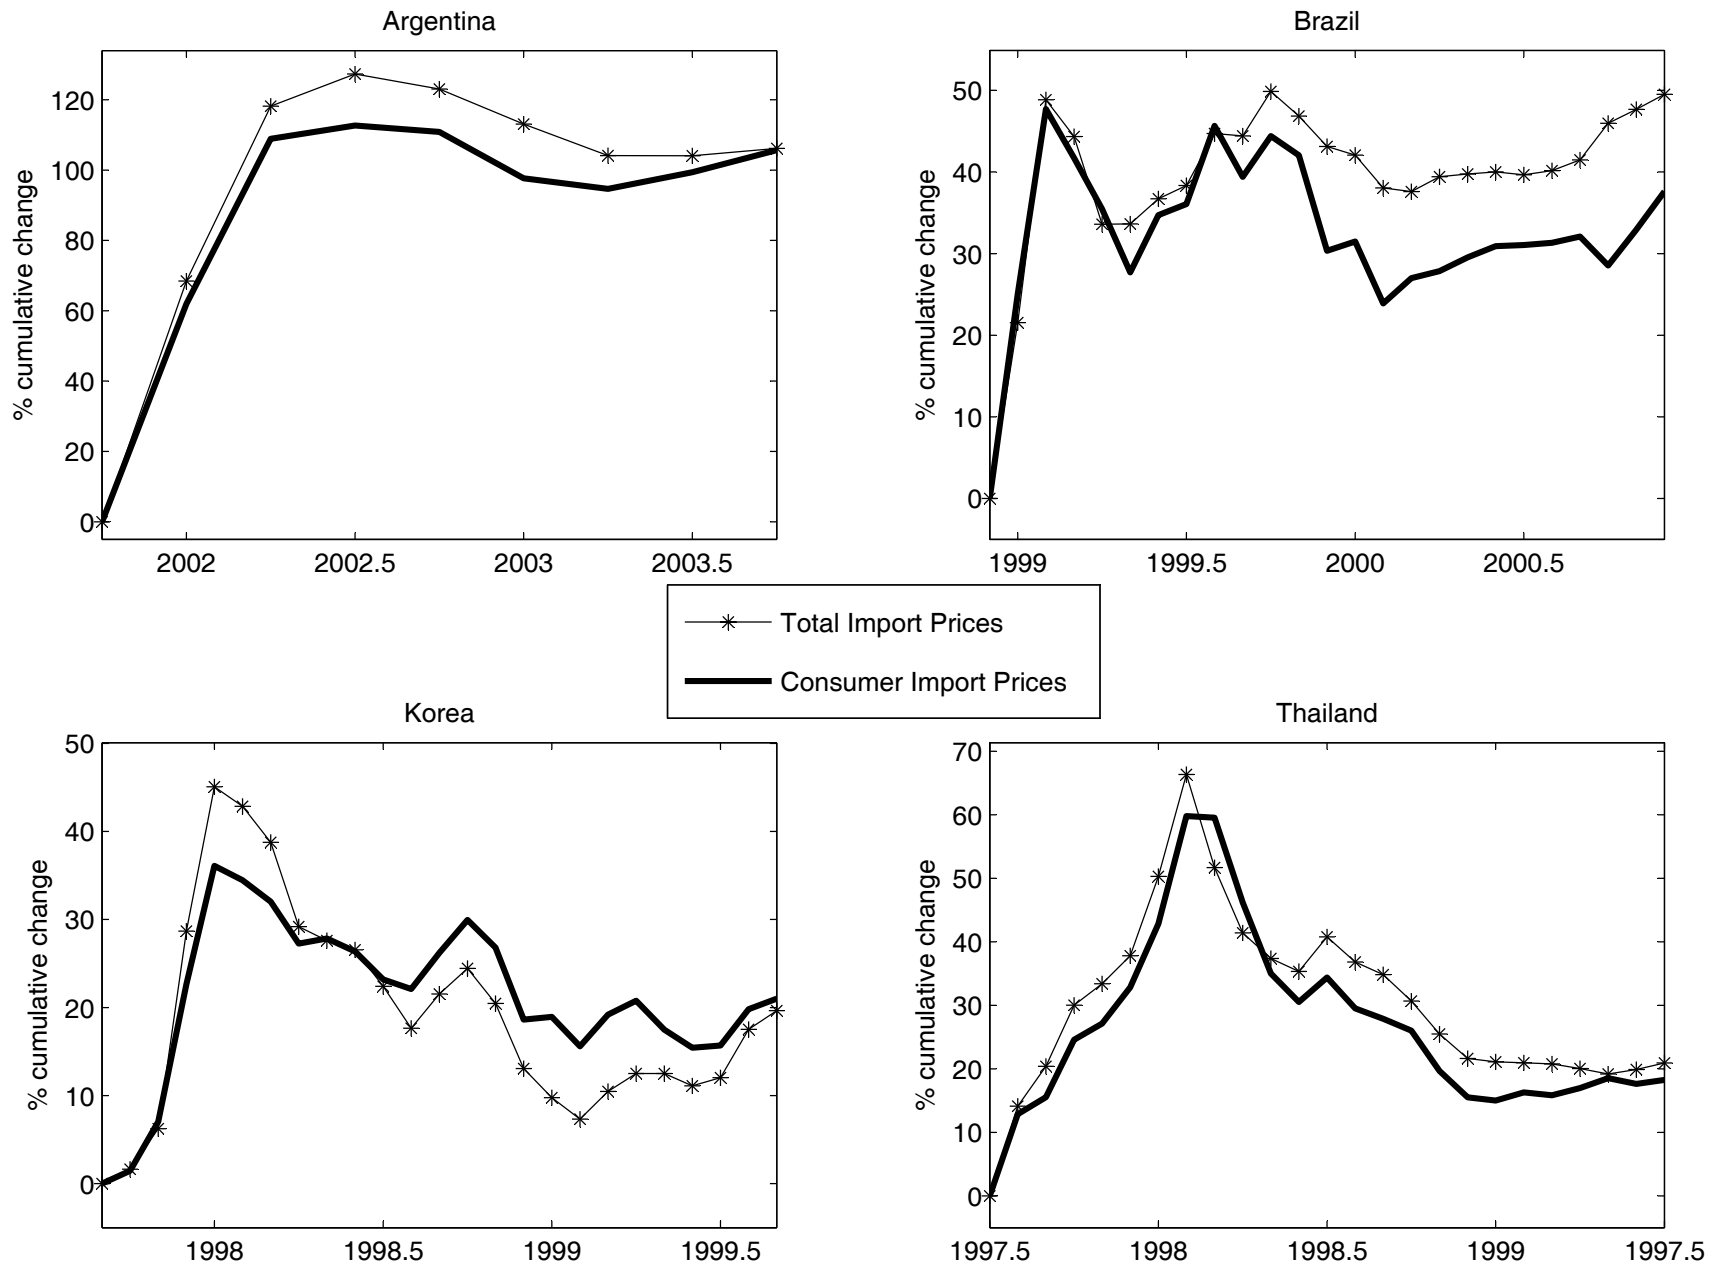 Argentina
% cumulative change
120
100
80
60
40
20
0
2002 2002.5 2003 2003.5
Brazil
% cumulative change
50
40
30
20
10
0
1999 1999.5 2000 2000.5
Total Import Prices
Consumer Import Prices
Korea
% cumulative change
50
40
30
20
10
0
1998 1998.5 1999 1999.5
Thailand
% cumulative change
70
60
50
40
30
20
10
0
1997.5 1998 1998.5 1999 1997.5